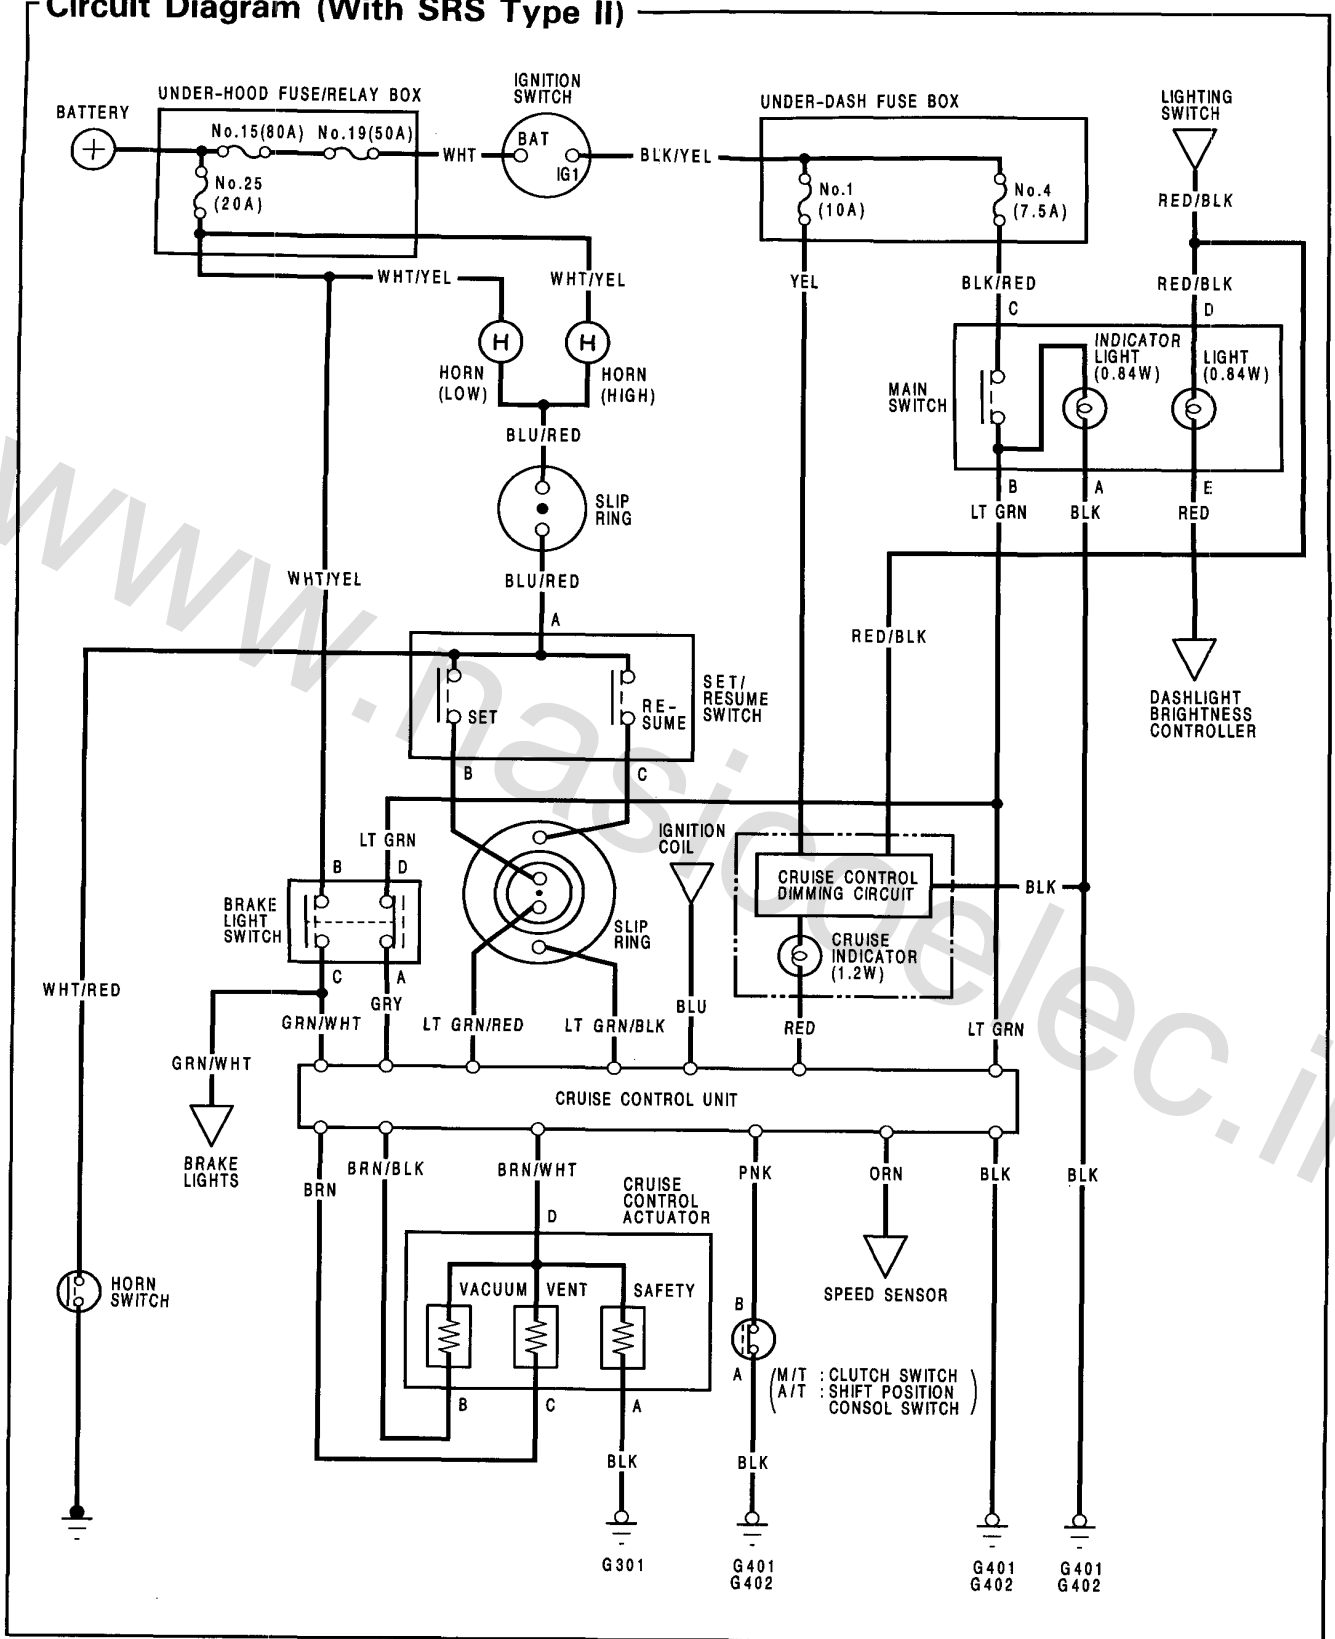 Circuit Diagram (With SRS Type II)
UNDER-HOOD FUSE/RELAY BOX
IGNITION
SWITCH
UNDER-DASH FUSE BOX
LIGHTING
SWITCH
BATTERY
No.15(80A) No.19(50A)
WHT
BAT
IG1
BLK/YEL
No.25
(20A)
No.1
(10A)
No.4
(7.5A)
RED/BLK
WHT/YEL
WHT/YEL
YEL
BLK/RED
RED/BLK
C
D
H
H
HORN
(LOW)
HORN
(HIGH)
MAIN
SWITCH
INDICATOR
LIGHT
(0.84W)
LIGHT
(0.84W)
BLU/RED
SLIP
RING
B
A
E
LT GRN
BLK
RED
WHT/YEL
BLU/RED
A
RED/BLK
SET
RE-
SUME
SET/
RESUME
SWITCH
DASHLIGHT
BRIGHTNESS
CONTROLLER
B
C
LT GRN
IGNITION
COIL
B
D
BRAKE
LIGHT
SWITCH
CRUISE CONTROL
DIMMING CIRCUIT
BLK
SLIP
RING
CRUISE
INDICATOR
(1.2W)
C
A
WHT/RED
GRY
GRN/WHT
LT GRN/RED
LT GRN/BLK
BLU
RED
LT GRN
GRN/WHT
CRUISE CONTROL UNIT
BRAKE
LIGHTS
BRN
BRN/BLK
BRN/WHT
PNK
ORN
BLK
BLK
CRUISE
CONTROL
ACTUATOR
D
VACUUM
VENT
SAFETY
HORN
SWITCH
SPEED SENSOR
B
A
(M/T : CLUTCH SWITCH
A/T : SHIFT POSITION
CONSOL SWITCH)
B
C
A
BLK
BLK
G301
G401
G402
G401
G402
G401
G402
www.nasicoelec.ir